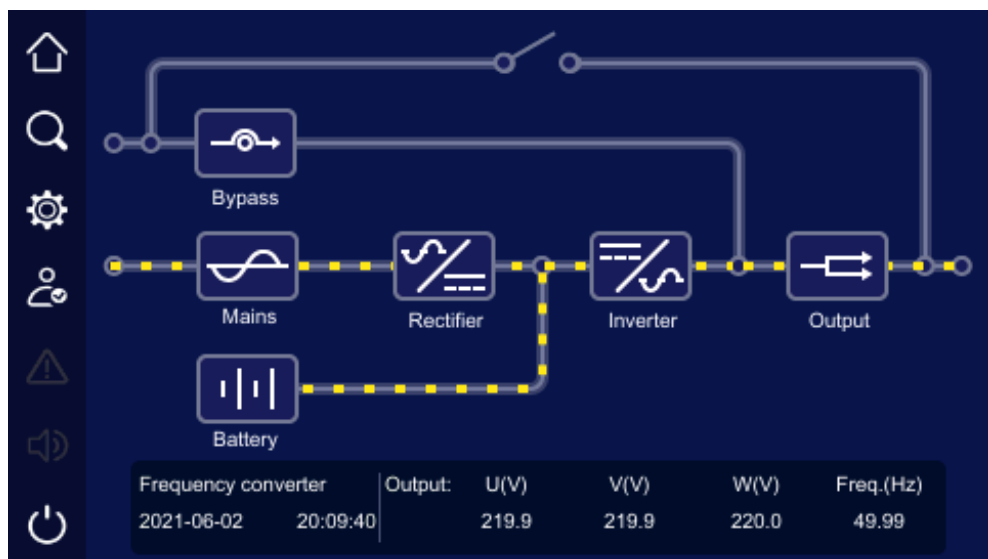 Bypass
Mains
Rectifier
Inverter
Output
Battery
Frequency converter Output: U(V) V(V) W(V) Freq.(Hz)
2021-06-02 20:09:40 219.9 219.9 220.0 49.99